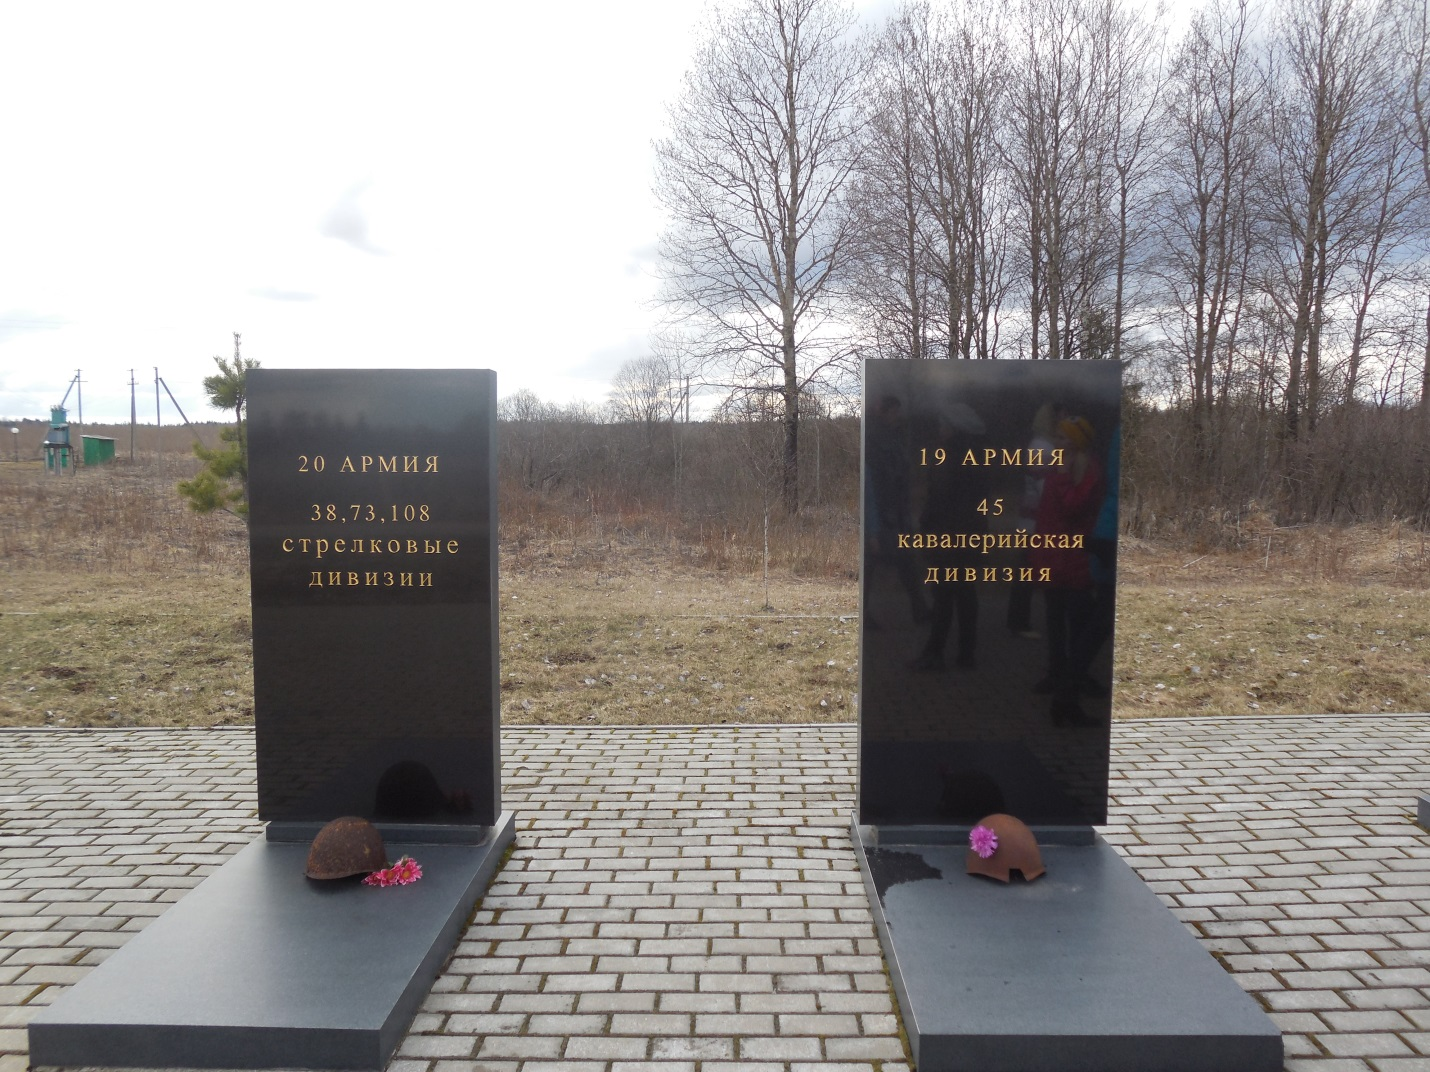 20 АРМИЯ
38,73,108
стрелковые
дивизии
19 АРМИЯ
45
кавалерийская
дивизия